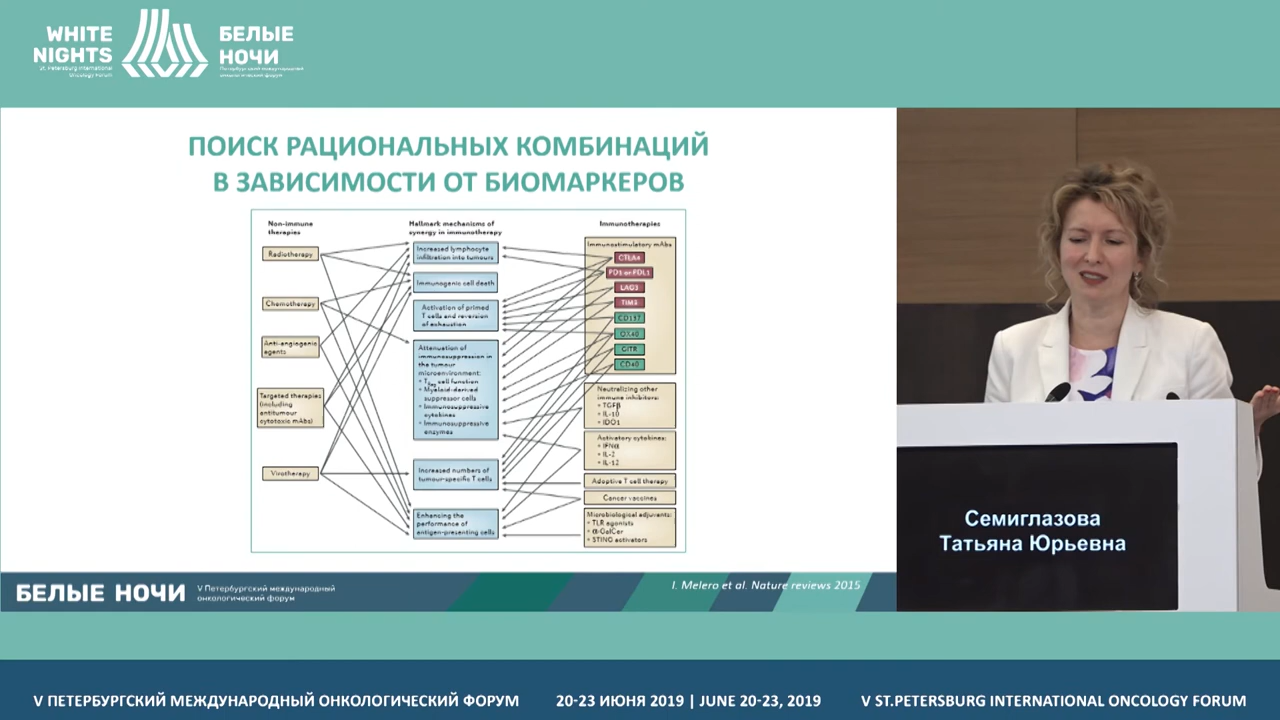 WHITE
NIGHTS
St. Petersburg International
Oncology Forum
БЕЛЫЕ
НОЧИ
Петербургский международный
онкологический форум
ПОИСК РАЦИОНАЛЬНЫХ КОМБИНАЦИЙ
В ЗАВИСИМОСТИ ОТ БИОМАРКЕРОВ
Non-immune
therapies
Radiotherapy
Chemotherapy
Anti-angiogenic
agents
Targeted therapies
(including
antitumour
cytotoxic mAbs)
Virotherapy
Hallmark mechanisms of
synergy in immunotherapy
Increased lymphocyte
infiltration into tumours
Immunogenic cell death
Activation of primed
T cells and reversion
of exhaustion
Attenuation of
immunosuppression in
the tumour
microenvironment:
• TReg cell function
• Myeloid-derived
suppressor cells
• Immunosuppressive
cytokines
• Immunosuppressive
enzymes
Increased numbers of
tumour-specific T cells
Enhancing the
performance of
antigen-presenting cells
Immunotherapies
Immunostimulatory mAbs
CTLA4
PD1 or PDL1
LAG3
TIM3
CD137
OX40
GITR
CD40
Neutralizing other
immune inhibitors:
• TGFβ
• IL-10
• IDO1
Activatory cytokines:
• IFNα
• IL-2
• IL-12
Adoptive T cell therapy
Cancer vaccines
Microbiological adjuvants:
• TLR agonists
• α-GalCer
• STING activators
БЕЛЫЕ НОЧИ
V Петербургский международный
онкологический форум
I. Melero et al. Nature reviews 2015
Семиглазова
Татьяна Юрьевна
V ПЕТЕРБУРГСКИЙ МЕЖДУНАРОДНЫЙ ОНКОЛОГИЧЕСКИЙ ФОРУМ
20-23 ИЮНЯ 2019 | JUNE 20-23, 2019
V ST.PETERSBURG INTERNATIONAL ONCOLOGY FORUM